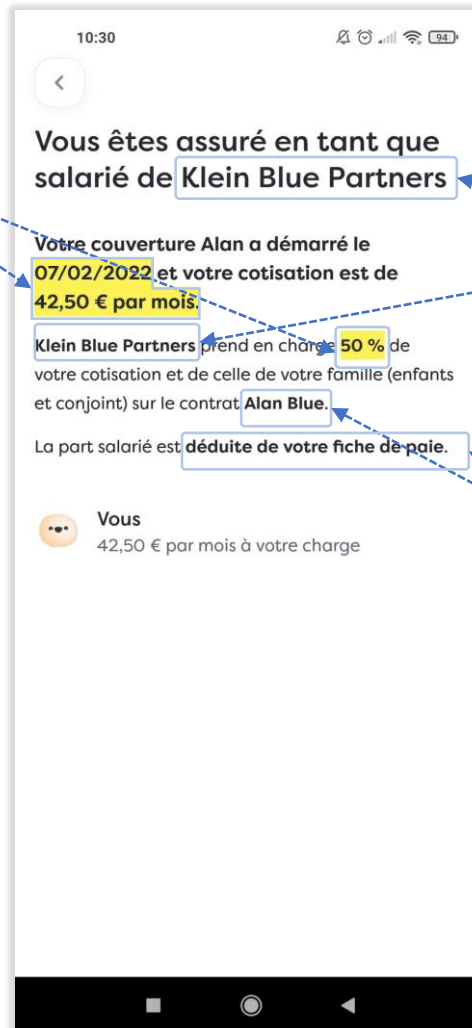 10:30
94
Vous êtes assuré en tant que
salarié de Klein Blue Partners
Votre couverture Alan a démarré le
07/02/2022 et votre cotisation est de
42,50 € par mois.
Klein Blue Partners prend en charge 50 % de
votre cotisation et de celle de votre famille (enfants
et conjoint) sur le contrat Alan Blue.
La part salarié est déduite de votre fiche de paie.
Vous
42,50 € par mois à votre charge